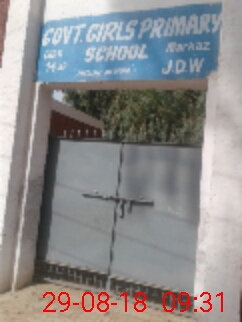 GOVT. GIRLS PRIMARY
SCHOOL Markaz
J.D.W
29-08-18 09:31